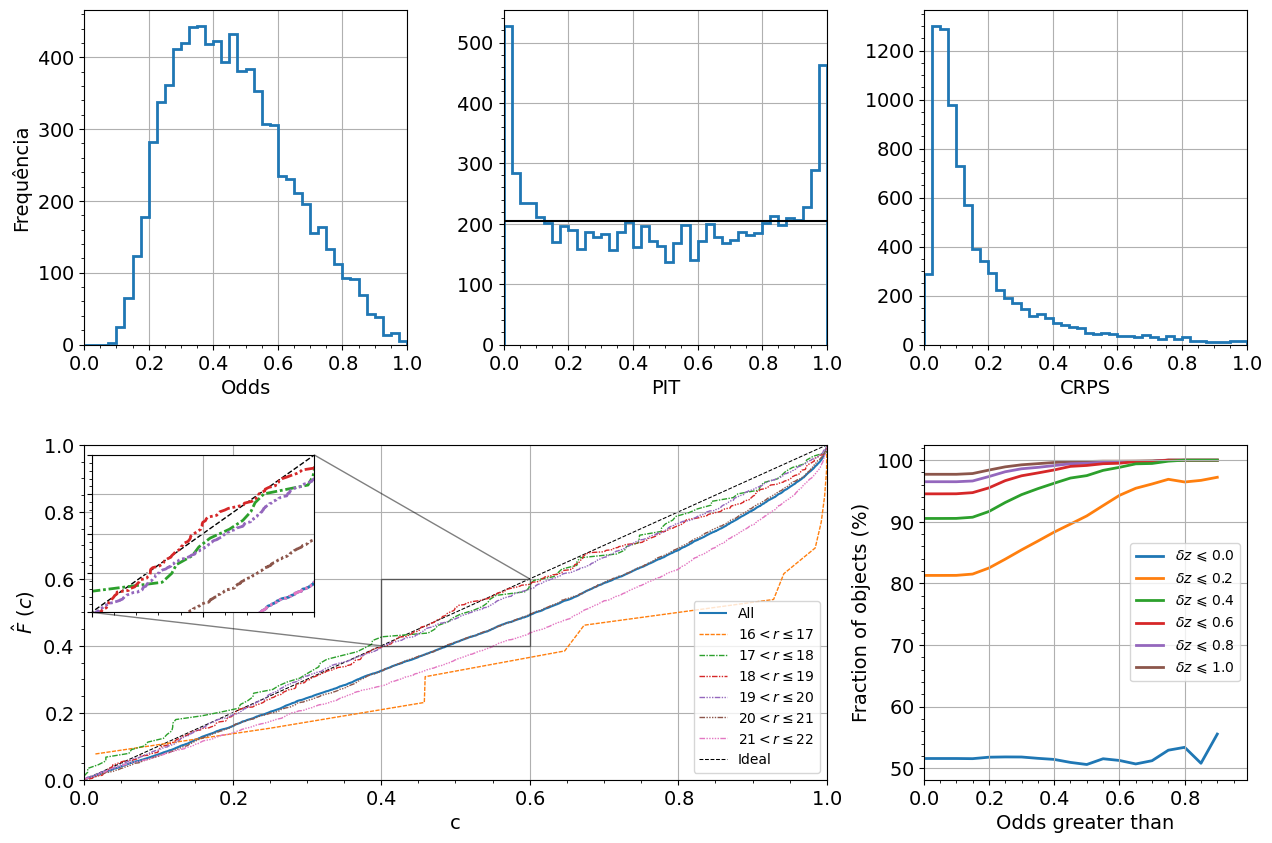 Frequência
400
300
200
100
0
0.0 0.2 0.4 0.6 0.8 1.0
Odds
500
400
300
200
100
0
0.0 0.2 0.4 0.6 0.8 1.0
PIT
1200
1000
800
600
400
200
0
0.0 0.2 0.4 0.6 0.8 1.0
CRPS
F̂ (c)
1.0
0.8
0.6
0.4
0.2
0.0
0.0 0.2 0.4 0.6 0.8 1.0
c
All
16 < r ≤ 17
17 < r ≤ 18
18 < r ≤ 19
19 < r ≤ 20
20 < r ≤ 21
21 < r ≤ 22
Ideal
Fraction of objects (%)
100
90
80
70
60
50
0.0 0.2 0.4 0.6 0.8
Odds greater than
δz ⩽ 0.0
δz ⩽ 0.2
δz ⩽ 0.4
δz ⩽ 0.6
δz ⩽ 0.8
δz ⩽ 1.0